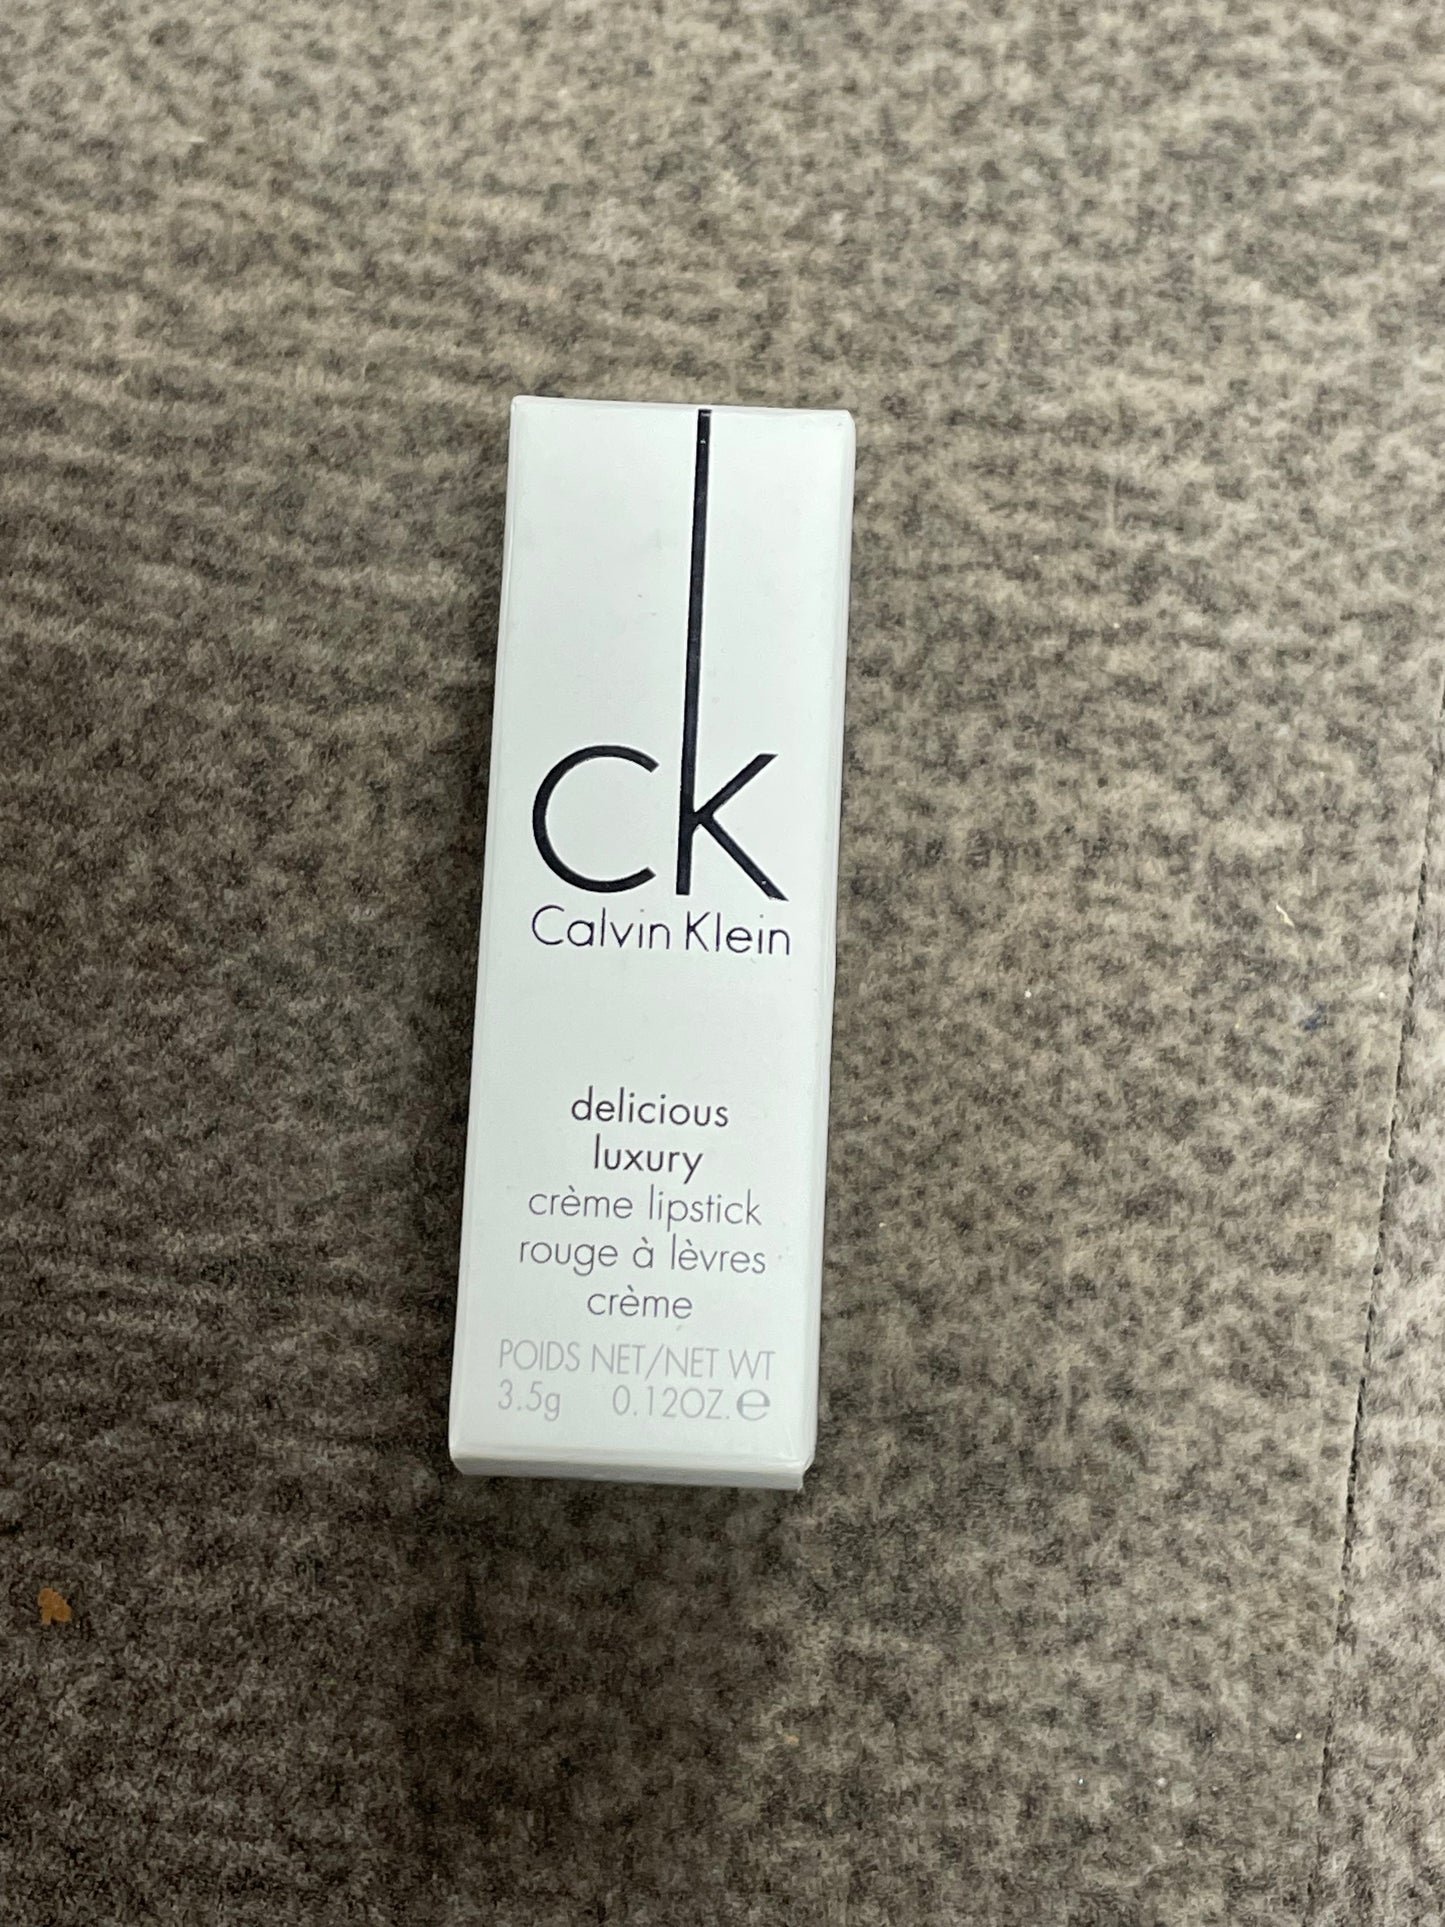 ck
Calvin Klein
delicious
luxury
crème lipstick
rouge à lèvres
crème
POIDS NET/NET WT
3.5g 0.12OZ. ℮